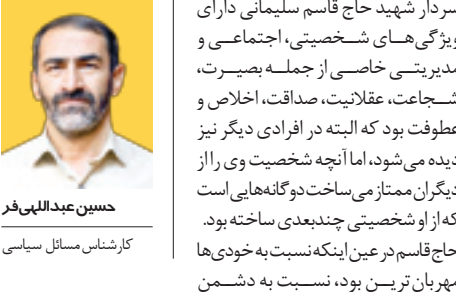 سردار شهید حاج قاسم سلیمانی دارای
ویژگی‌های شخصیتی، اجتماعی و
مدیریتی خاصی از جمله بصیرت،
شجاعت، عقلانیت، صداقت، اخلاص و
عطوفت بود که البته در افرادی دیگر نیز
دیده می‌شود، اما آنچه شخصیت وی را از
دیگران ممتاز می‌ساخت دوگانه‌هایی است
که از او شخصیتی چندبعدی ساخته بود.
حاج قاسم در عین اینکه نسبت به خودی‌ها
مهربان‌ترین بود، نسبت به دشمن
حسین عبداللهی‌فر
کارشناس مسائل سیاسی